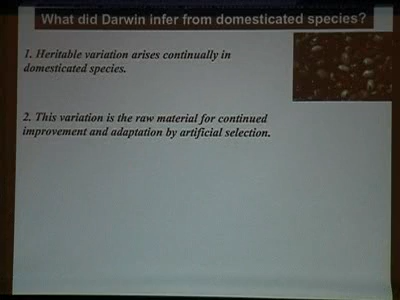 What did Darwin infer from domesticated species?
1. Heritable variation arises continually in
domesticated species.
2. This variation is the raw material for continued
improvement and adaptation by artificial selection.